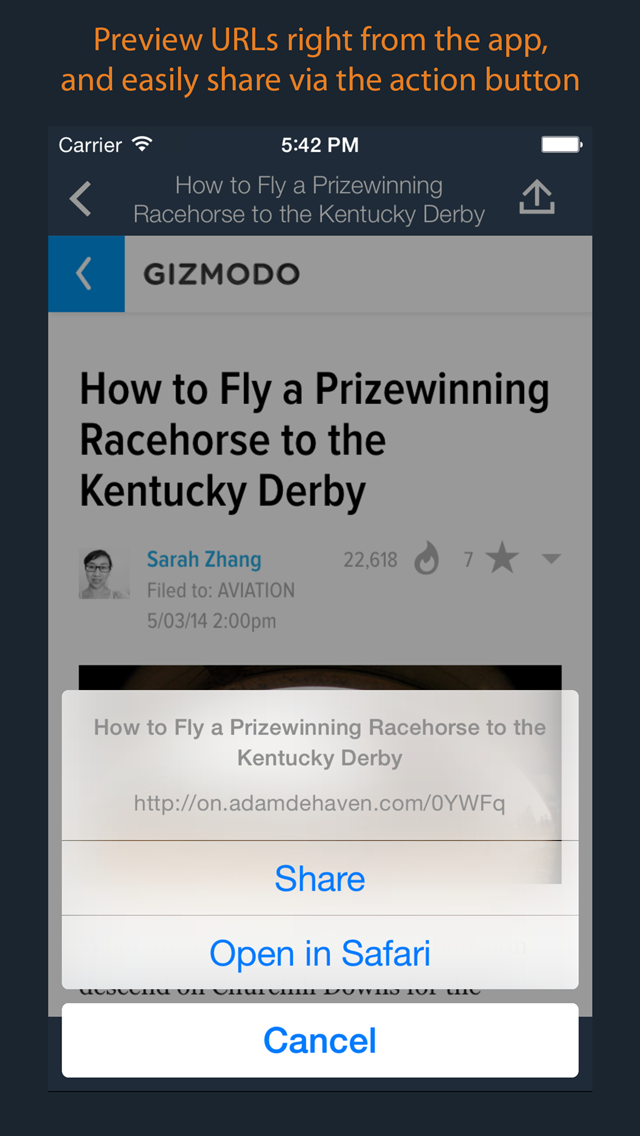 Preview URLs right from the app,
and easily share via the action button
Carrier 5:42 PM
How to Fly a Prizewinning
Racehorse to the Kentucky Derby
GIZMODO
How to Fly a Prizewinning
Racehorse to the
Kentucky Derby
Sarah Zhang 22,618 7
Filed to: AVIATION
5/03/14 2:00pm
How to Fly a Prizewinning Racehorse to the
Kentucky Derby
http://on.adamdehaven.com/0YWFq
Share
Open in Safari
descend on Churchill Downs for the
Cancel